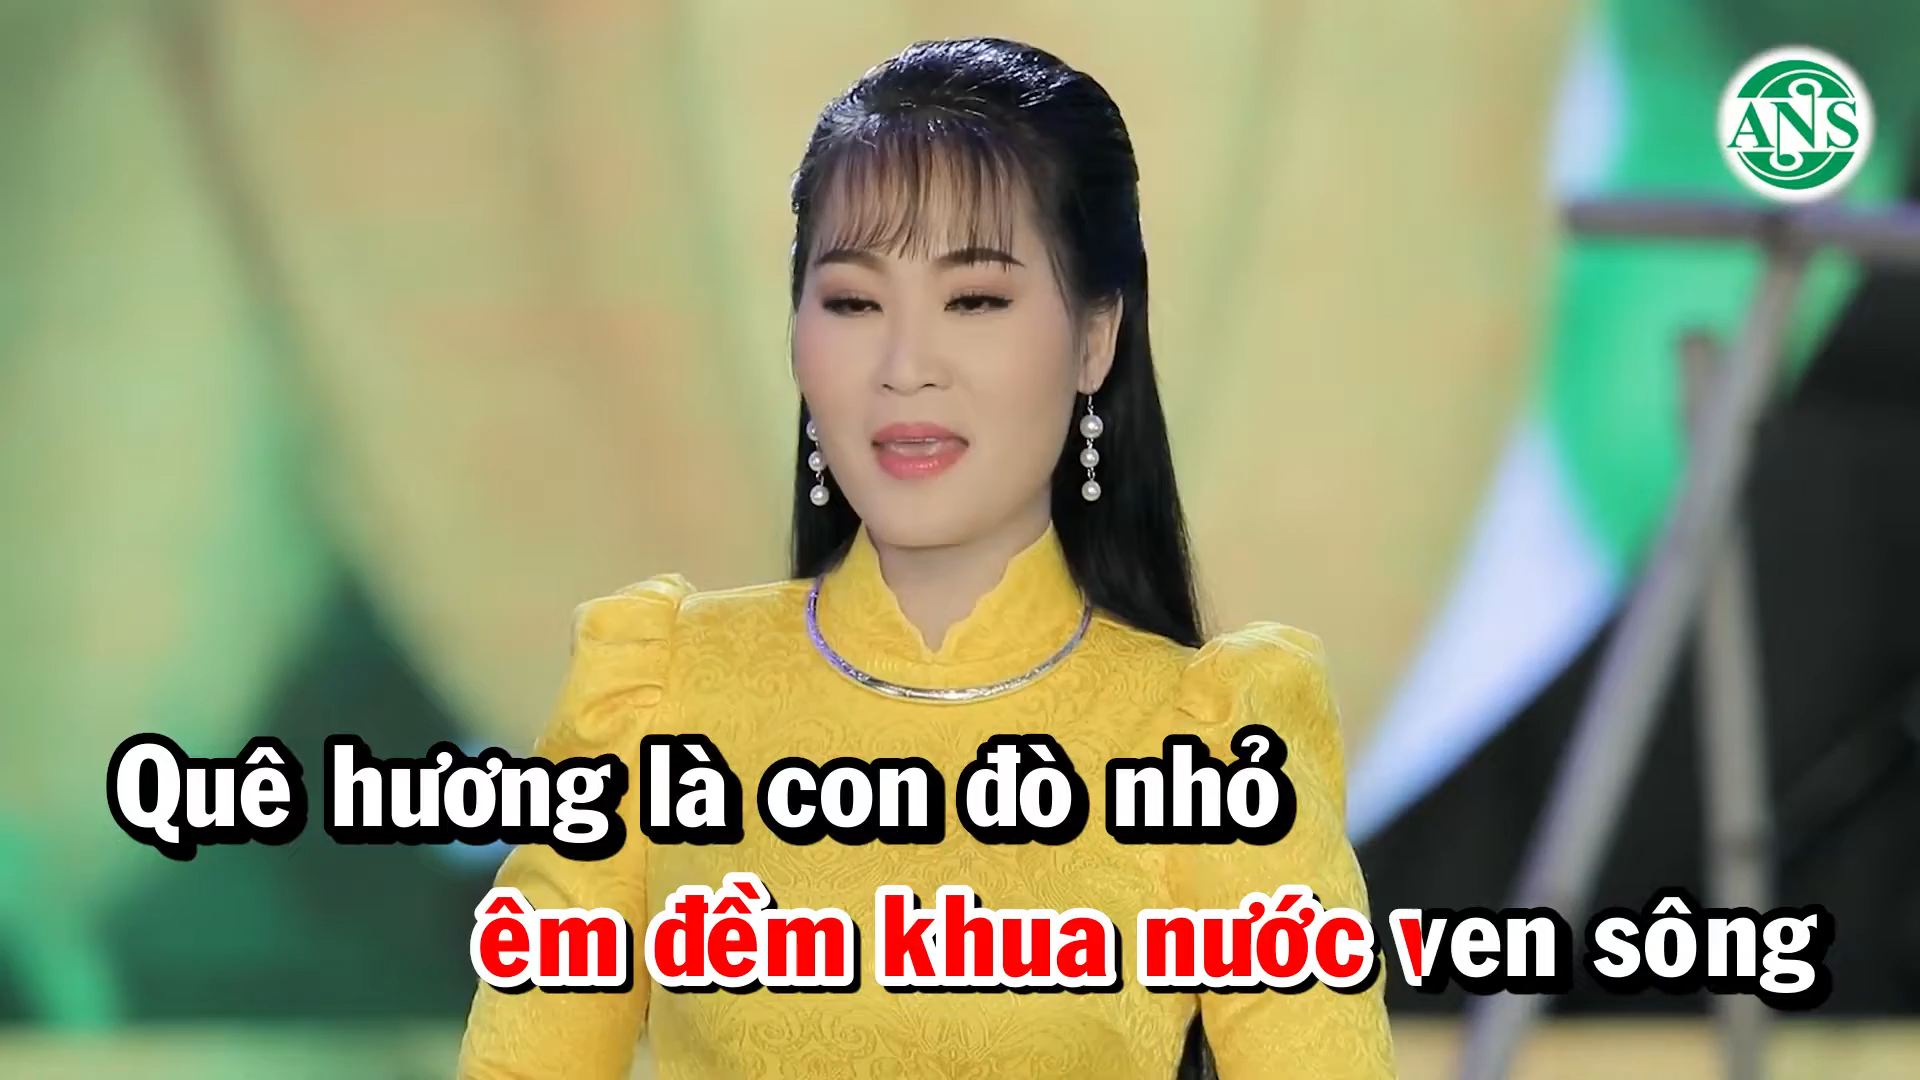 ANS
Quê hương là con đò nhỏ
êm đềm khua nước ven sông